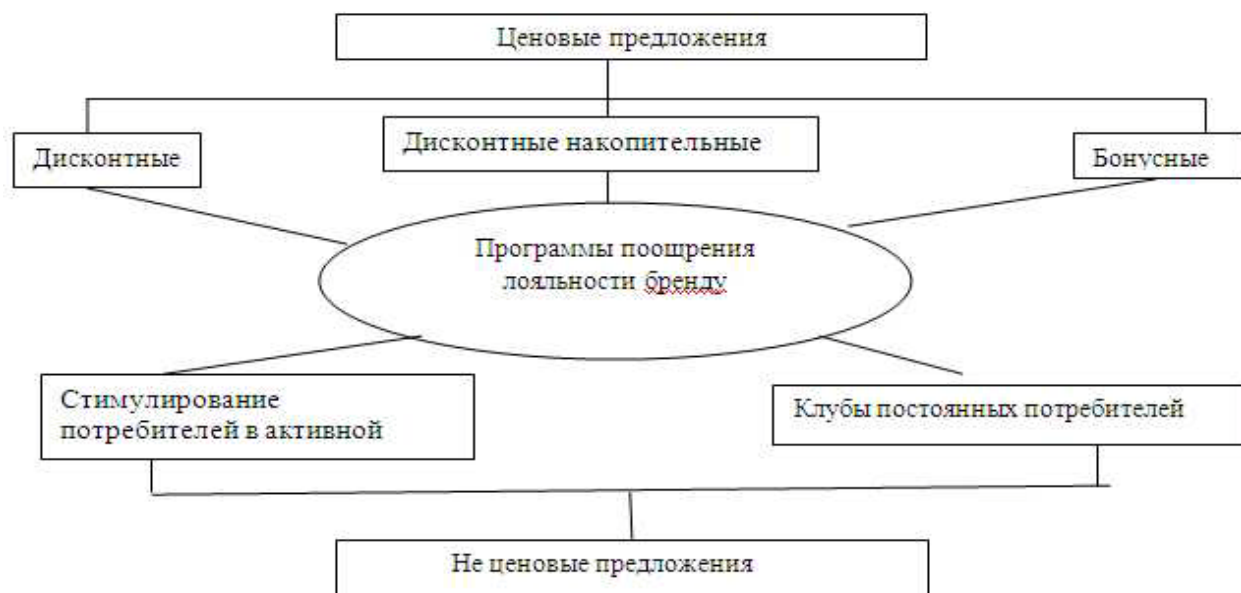 Ценовые предложения
Дисконтные
Дисконтные накопительные
Бонусные
Программы поощрения
лояльности бренду
Стимулирование
потребителей в активной
Клубы постоянных потребителей
Не ценовые предложения